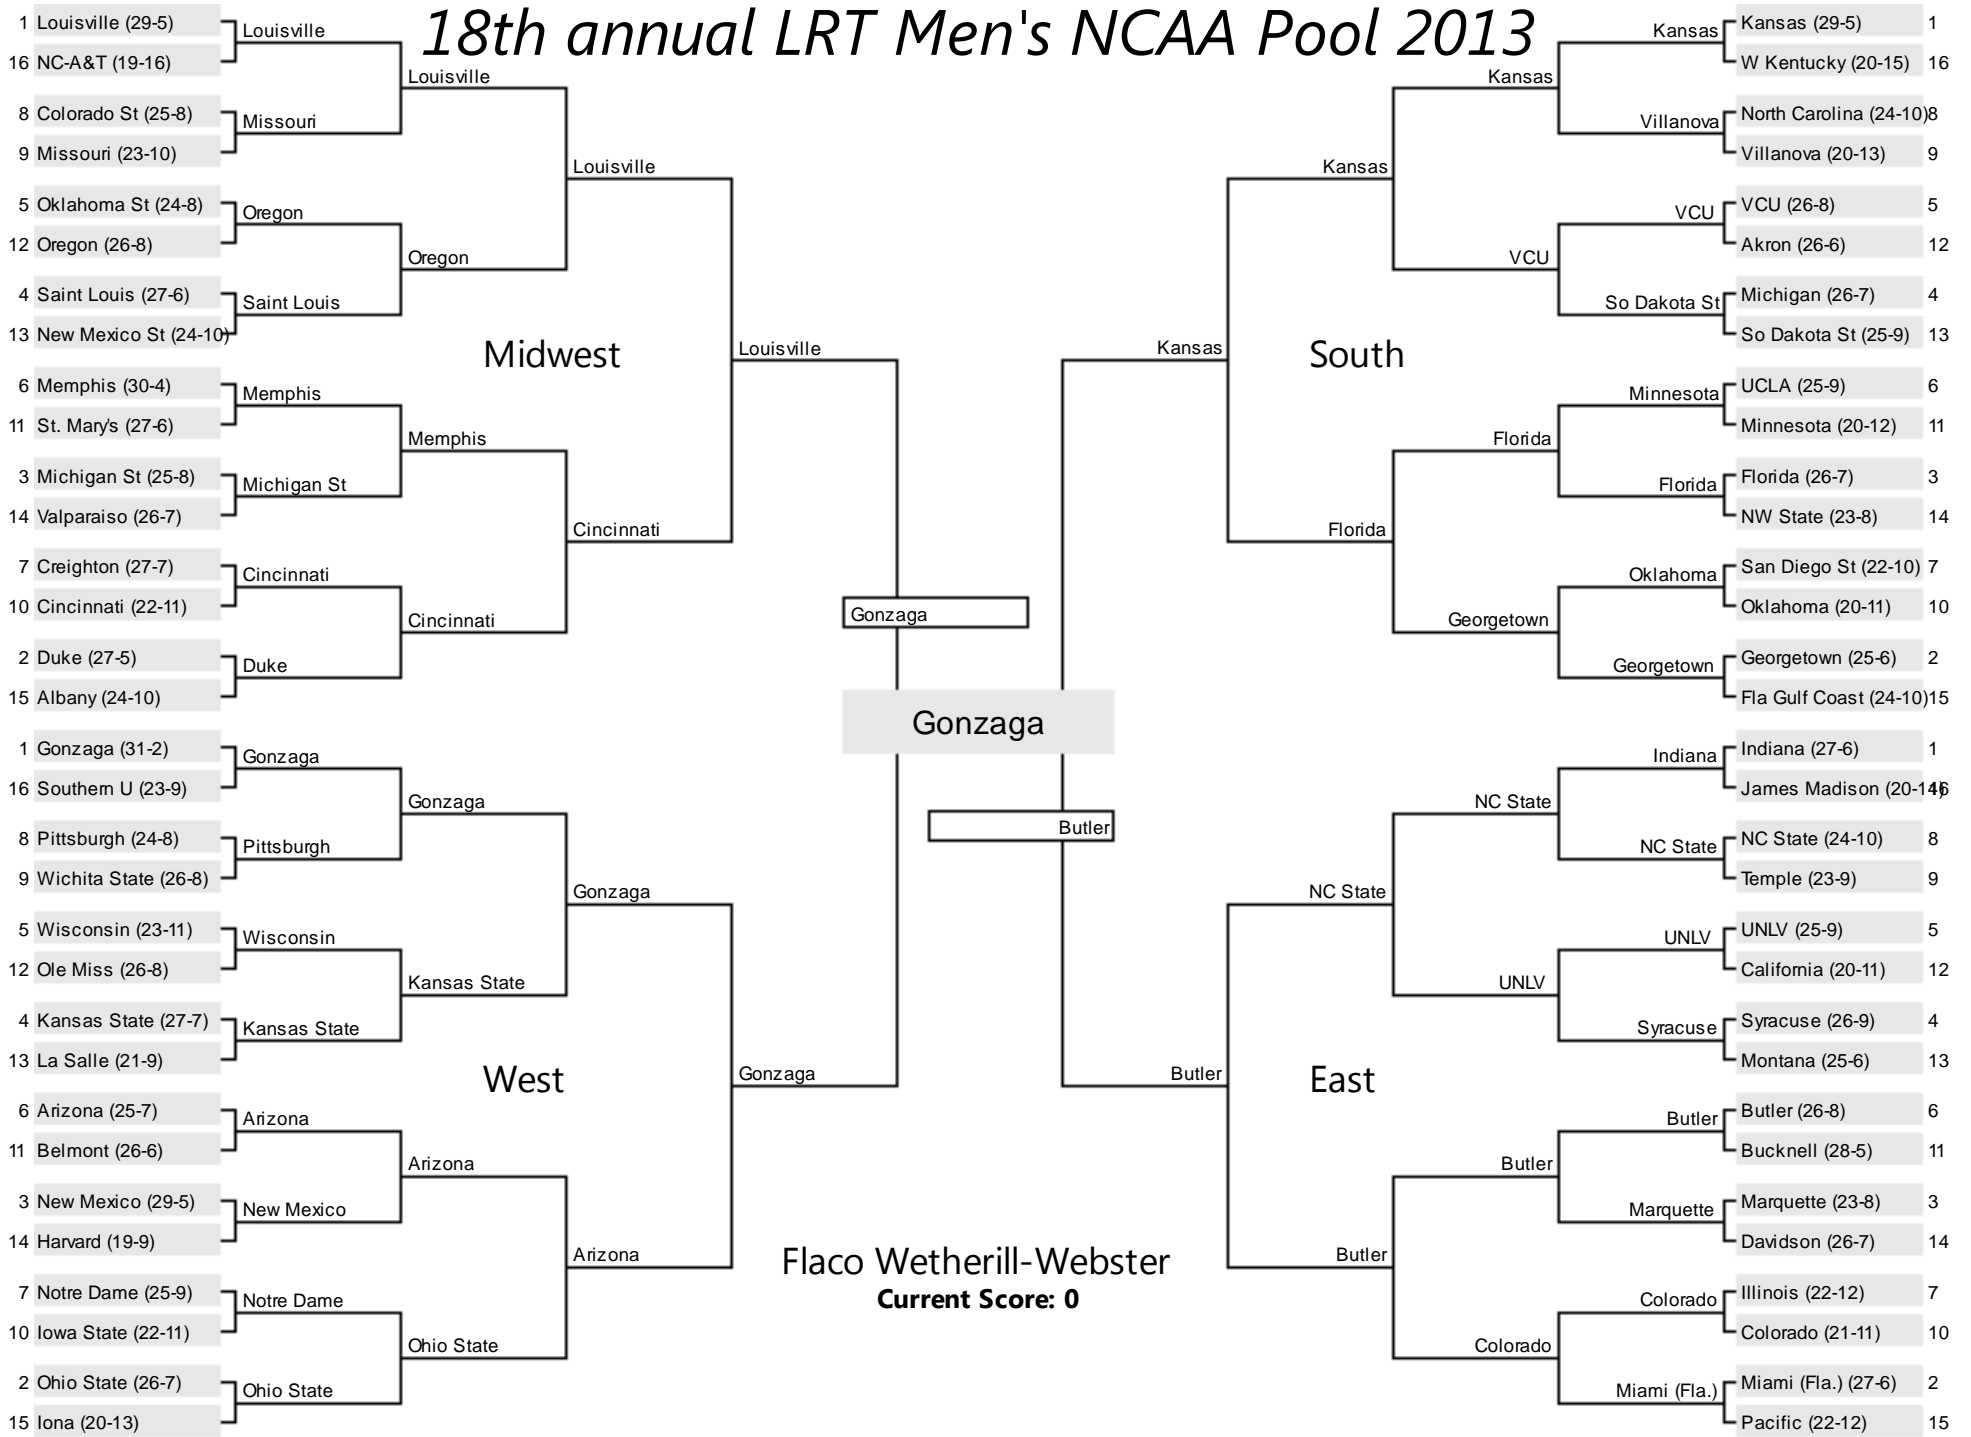 18th annual LRT Men's NCAA Pool 2013
1 Louisville (29-5)
16 NC-A&T (19-16)
8 Colorado St (25-8)
9 Missouri (23-10)
5 Oklahoma St (24-8)
12 Oregon (26-8)
4 Saint Louis (27-6)
13 New Mexico St (24-10)
6 Memphis (30-4)
11 St. Mary's (27-6)
3 Michigan St (25-8)
14 Valparaiso (26-7)
7 Creighton (27-7)
10 Cincinnati (22-11)
2 Duke (27-5)
15 Albany (24-10)
1 Gonzaga (31-2)
16 Southern U (23-9)
8 Pittsburgh (24-8)
9 Wichita State (26-8)
5 Wisconsin (23-11)
12 Ole Miss (26-8)
4 Kansas State (27-7)
13 La Salle (21-9)
6 Arizona (25-7)
11 Belmont (26-6)
3 New Mexico (29-5)
14 Harvard (19-9)
7 Notre Dame (25-9)
10 Iowa State (22-11)
2 Ohio State (26-7)
15 Iona (20-13)
Louisville
Missouri
Oregon
Saint Louis
Memphis
Michigan St
Cincinnati
Duke
Gonzaga
Pittsburgh
Wisconsin
Kansas State
Arizona
New Mexico
Notre Dame
Ohio State
Louisville
Oregon
Memphis
Cincinnati
Gonzaga
Kansas State
Arizona
Ohio State
Midwest
West
Louisville
Cincinnati
Gonzaga
Arizona
Louisville
Gonzaga
Gonzaga
Gonzaga
Butler
Flaco Wetherill-Webster
Current Score: 0
Kansas
Butler
Kansas
Florida
NC State
Butler
South
East
Kansas
VCU
Florida
Georgetown
NC State
UNLV
Butler
Colorado
Kansas
Villanova
VCU
So Dakota St
Minnesota
Florida
Oklahoma
Georgetown
Indiana
NC State
UNLV
Syracuse
Butler
Marquette
Colorado
Miami (Fla.)
Kansas (29-5) 1
W Kentucky (20-15) 16
North Carolina (24-10) 8
Villanova (20-13) 9
VCU (26-8) 5
Akron (26-6) 12
Michigan (26-7) 4
So Dakota St (25-9) 13
UCLA (25-9) 6
Minnesota (20-12) 11
Florida (26-7) 3
NW State (23-8) 14
San Diego St (22-10) 7
Oklahoma (20-11) 10
Georgetown (25-6) 2
Fla Gulf Coast (24-10) 15
Indiana (27-6) 1
James Madison (20-14) 16
NC State (24-10) 8
Temple (23-9) 9
UNLV (25-9) 5
California (20-11) 12
Syracuse (26-9) 4
Montana (25-6) 13
Butler (26-8) 6
Bucknell (28-5) 11
Marquette (23-8) 3
Davidson (26-7) 14
Illinois (22-12) 7
Colorado (21-11) 10
Miami (Fla.) (27-6) 2
Pacific (22-12) 15